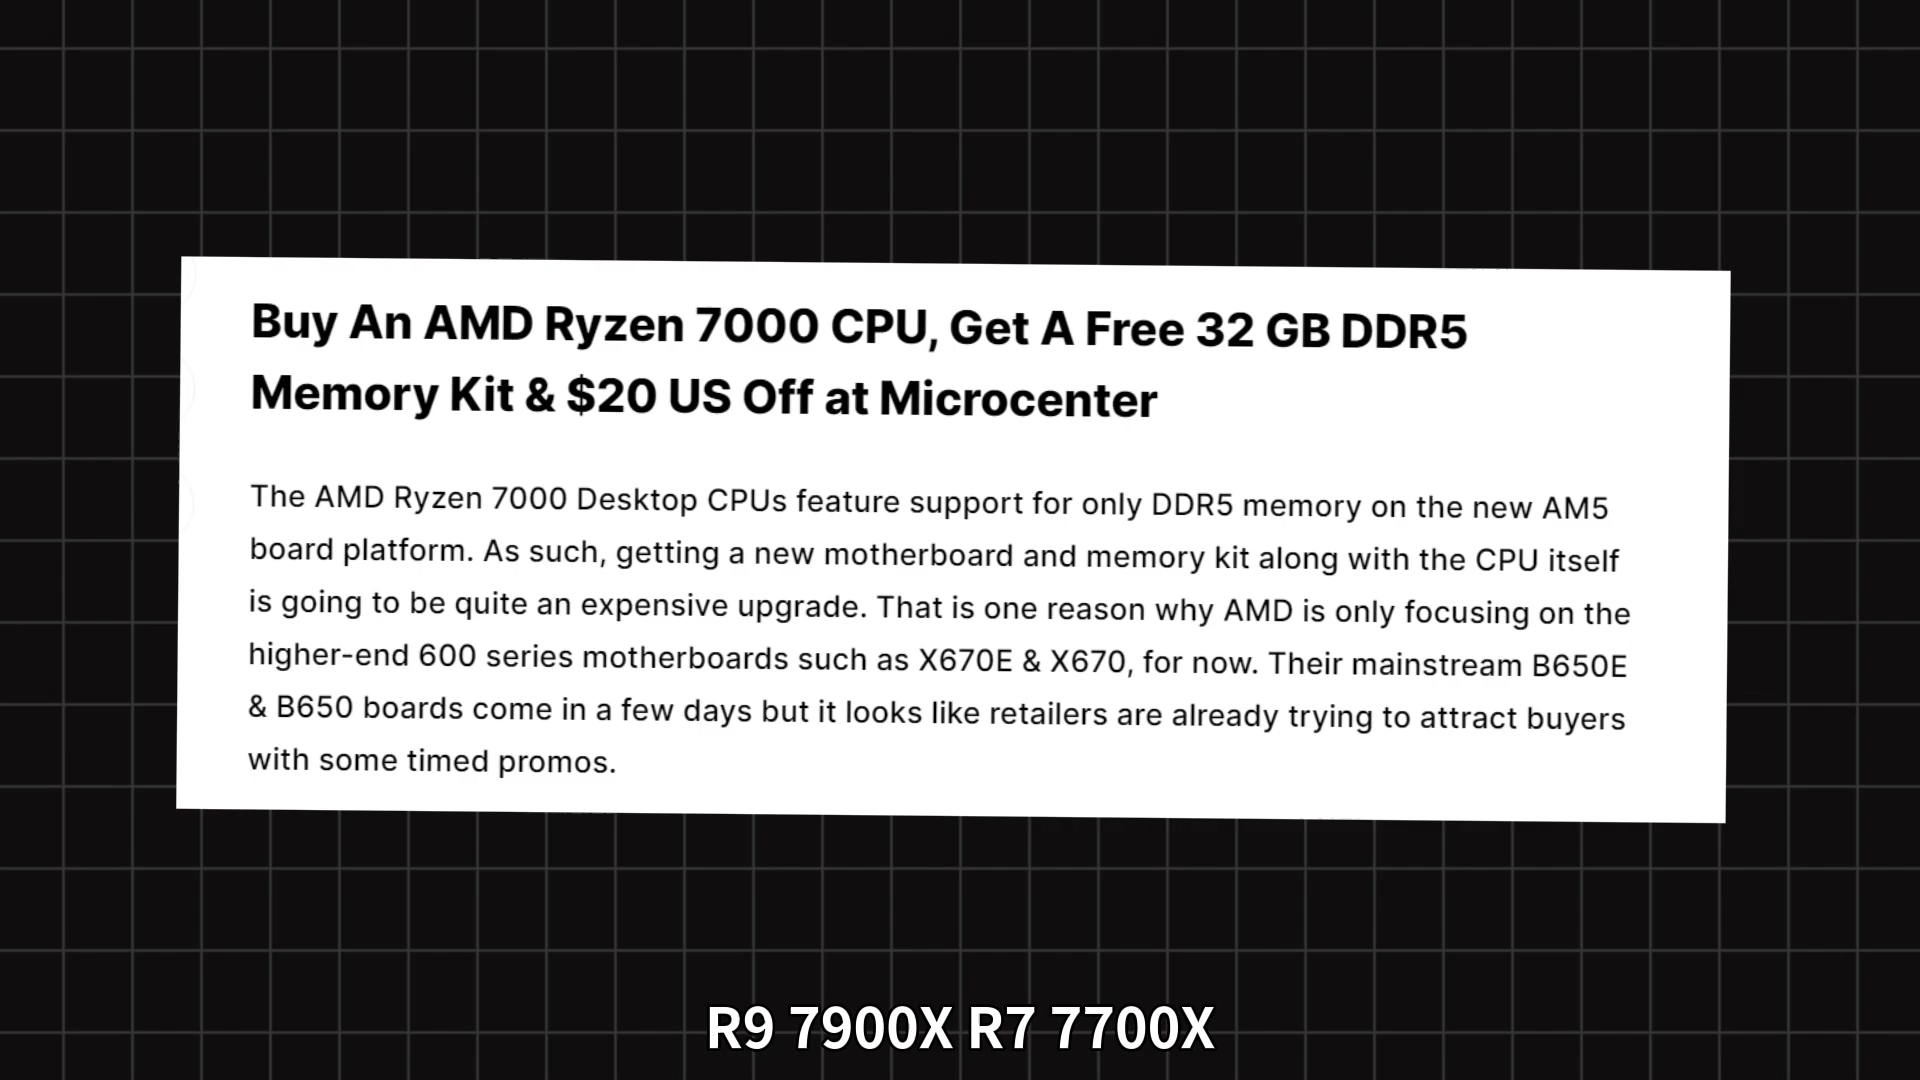 Buy An AMD Ryzen 7000 CPU, Get A Free 32 GB DDR5
Memory Kit & $20 US Off at Microcenter
The AMD Ryzen 7000 Desktop CPUs feature support for only DDR5 memory on the new AM5
board platform. As such, getting a new motherboard and memory kit along with the CPU itself
is going to be quite an expensive upgrade. That is one reason why AMD is only focusing on the
higher-end 600 series motherboards such as X670E & X670, for now. Their mainstream B650E
& B650 boards come in a few days but it looks like retailers are already trying to attract buyers
with some timed promos.
R9 7900X R7 7700X